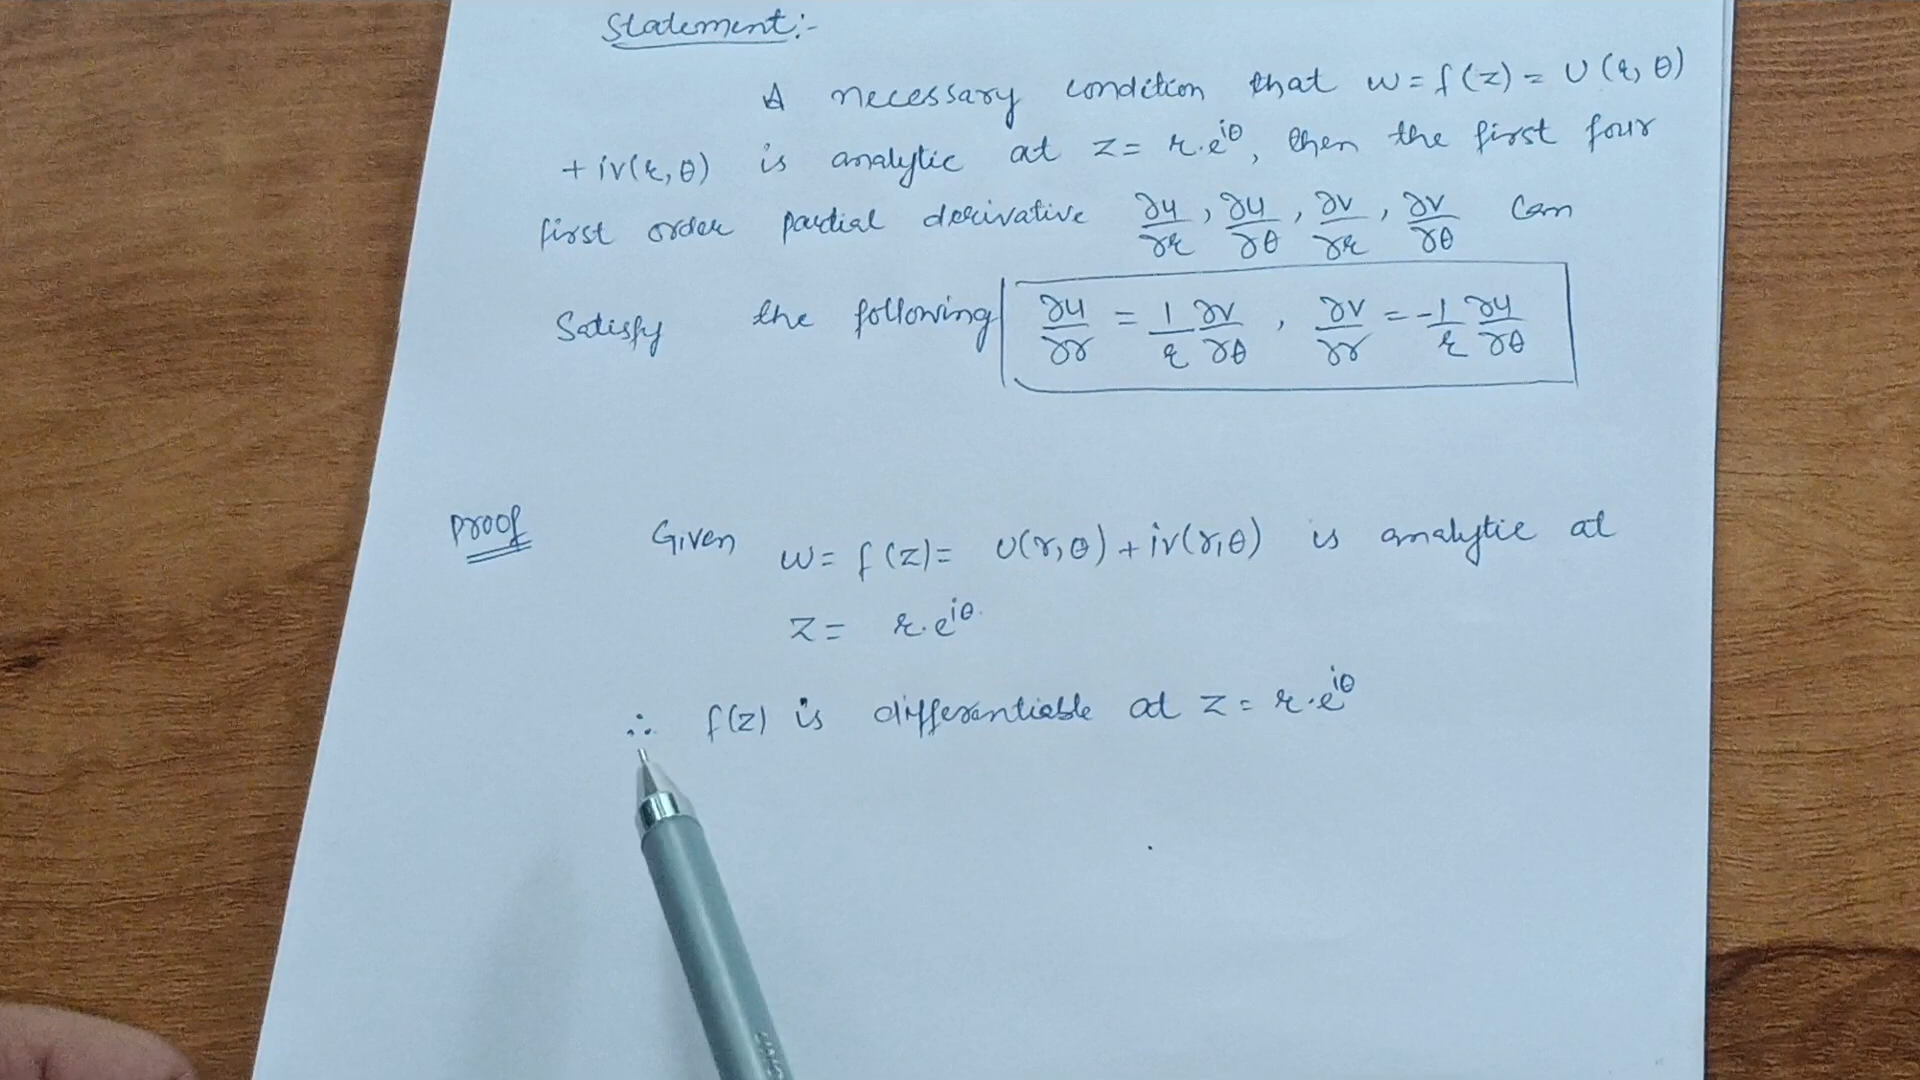 Statement:-
A necessary condition that w = f(z) = U(r, θ)
+ iv(r, θ) is analytic at z = r.e^{iθ}, then the first four
first order partial derivative ∂u/∂r, ∂u/∂θ, ∂v/∂r, ∂v/∂θ can
Satisfy the following ∂u/∂r = 1/r ∂v/∂θ, ∂v/∂r = -1/r ∂u/∂θ
Proof Given w = f(z) = U(r,θ) + iv(r,θ) is analytic at
z = r.e^{iθ}.
∴ f(z) is differentiable at z = r.e^{iθ}